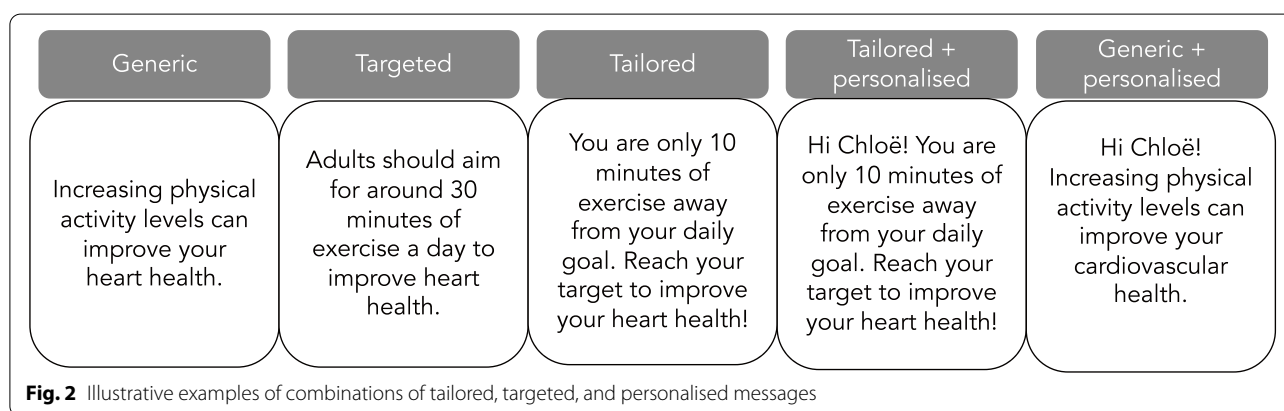 Generic
Targeted
Tailored
Tailored +
personalised
Generic +
personalised
Increasing physical
activity levels can
improve your
heart health.
Adults should aim
for around 30
minutes of
exercise a day to
improve heart
health.
You are only 10
minutes of
exercise away
from your daily
goal. Reach your
target to improve
your heart health!
Hi Chloë! You are
only 10 minutes of
exercise away
from your daily
goal. Reach your
target to improve
your heart health!
Hi Chloë!
Increasing physical
activity levels can
improve your
cardiovascular
health.
Fig. 2 Illustrative examples of combinations of tailored, targeted, and personalised messages